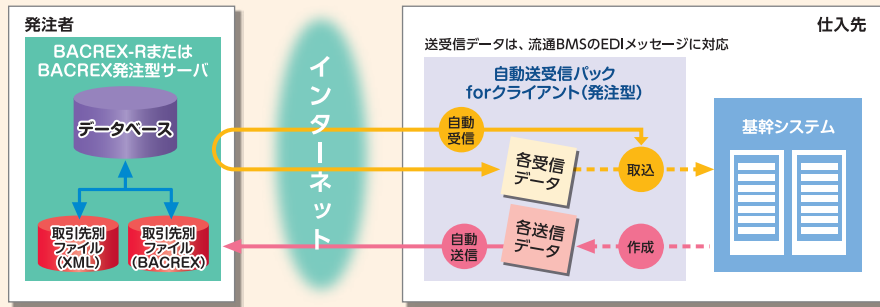 発注者
BACREX-Rまたは
BACREX発注型サーバ
データベース
取引先別
ファイル
(XML)
取引先別
ファイル
(BACREX)
インターネット
仕入先
送受信データは、流通BMSのEDIメッセージに対応
自動送受信パック
forクライアント(発注型)
自動
受信
各受信
データ
取込
自動
送信
各送信
データ
作成
基幹システム